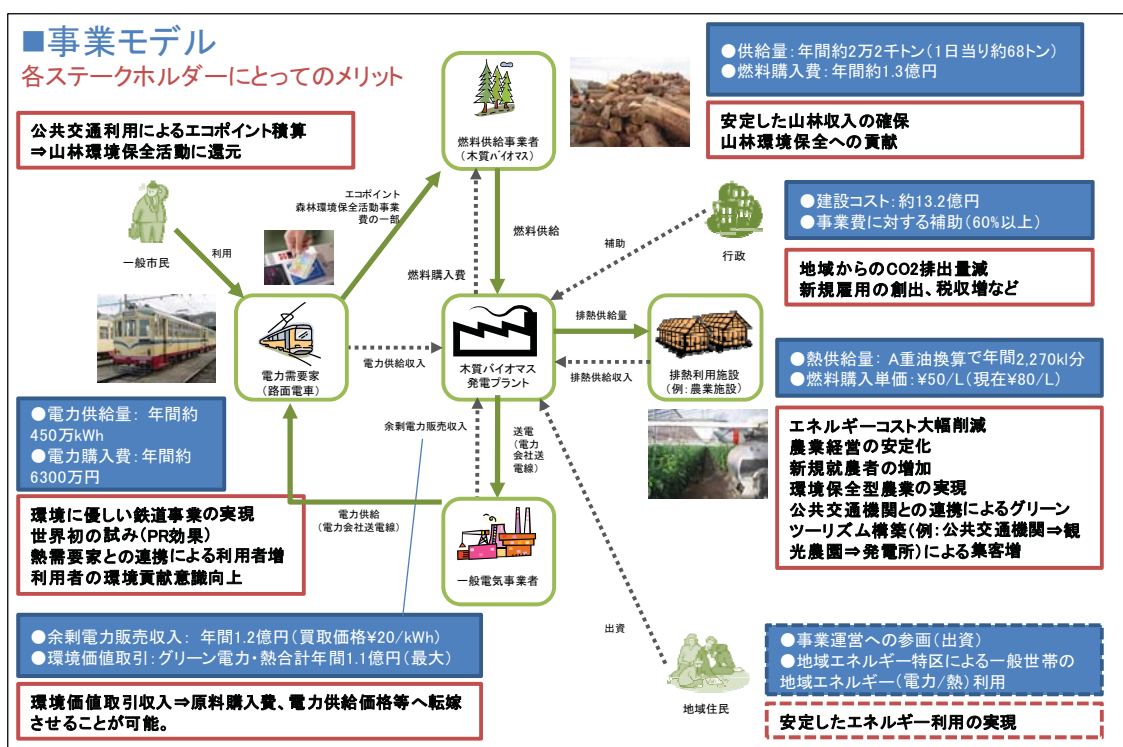 ■事業モデル
各ステークホルダーにとってのメリット
公共交通利用によるエコポイント積算
⇒山林環境保全活動に還元
燃料供給事業者
(木質バイオマス)
●供給量:年間約2万2千トン(1日当り約68トン)
●燃料購入費:年間約1.3億円
安定した山林収入の確保
山林環境保全への貢献
一般市民
利用
エコポイント
森林環境保全活動事業
費の一部
燃料購入費
燃料供給
補助
行政
●建設コスト:約13.2億円
●事業費に対する補助(60%以上)
地域からのCO2排出量減
新規雇用の創出、税収増など
電力需要家
(路面電車)
電力供給収入
木質バイオマス
発電プラント
排熱供給量
排熱供給収入
排熱利用施設
(例:農業施設)
●熱供給量: A重油換算で年間2,270kl分
●燃料購入単価:¥50/L(現在¥80/L)
エネルギーコスト大幅削減
農業経営の安定化
新規就農者の増加
環境保全型農業の実現
公共交通機関との連携によるグリーン
ツーリズム構築(例:公共交通機関⇒観
光農園⇒発電所)による集客増
●電力供給量: 年間約
450万kWh
●電力購入費:年間約
6300万円
環境に優しい鉄道事業の実現
世界初の試み(PR効果)
熱需要家との連携による利用者増
利用者の環境貢献意識向上
余剰電力販売収入
送電
(電力
会社送
電線)
電力供給
(電力会社送電線)
一般電気事業者
●余剰電力販売収入: 年間1.2億円(買取価格¥20/kWh)
●環境価値取引:グリーン電力・熱合計年間1.1億円(最大)
環境価値取引収入⇒原料購入費、電力供給価格等へ転嫁
させることが可能。
出資
地域住民
●事業運営への参画(出資)
●地域エネルギー特区による一般世帯の
地域エネルギー(電力/熱)利用
安定したエネルギー利用の実現